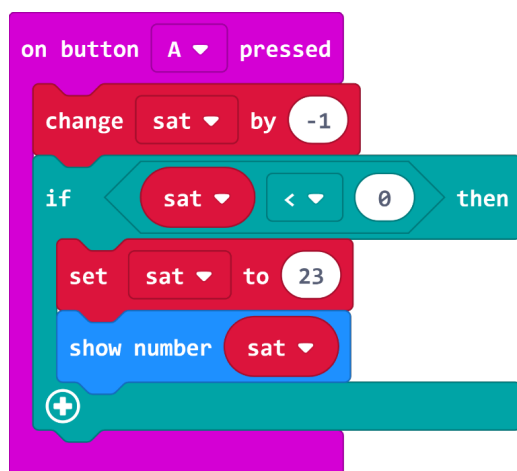 on button A pressed
change sat by -1
if sat < 0 then
set sat to 23
show number sat